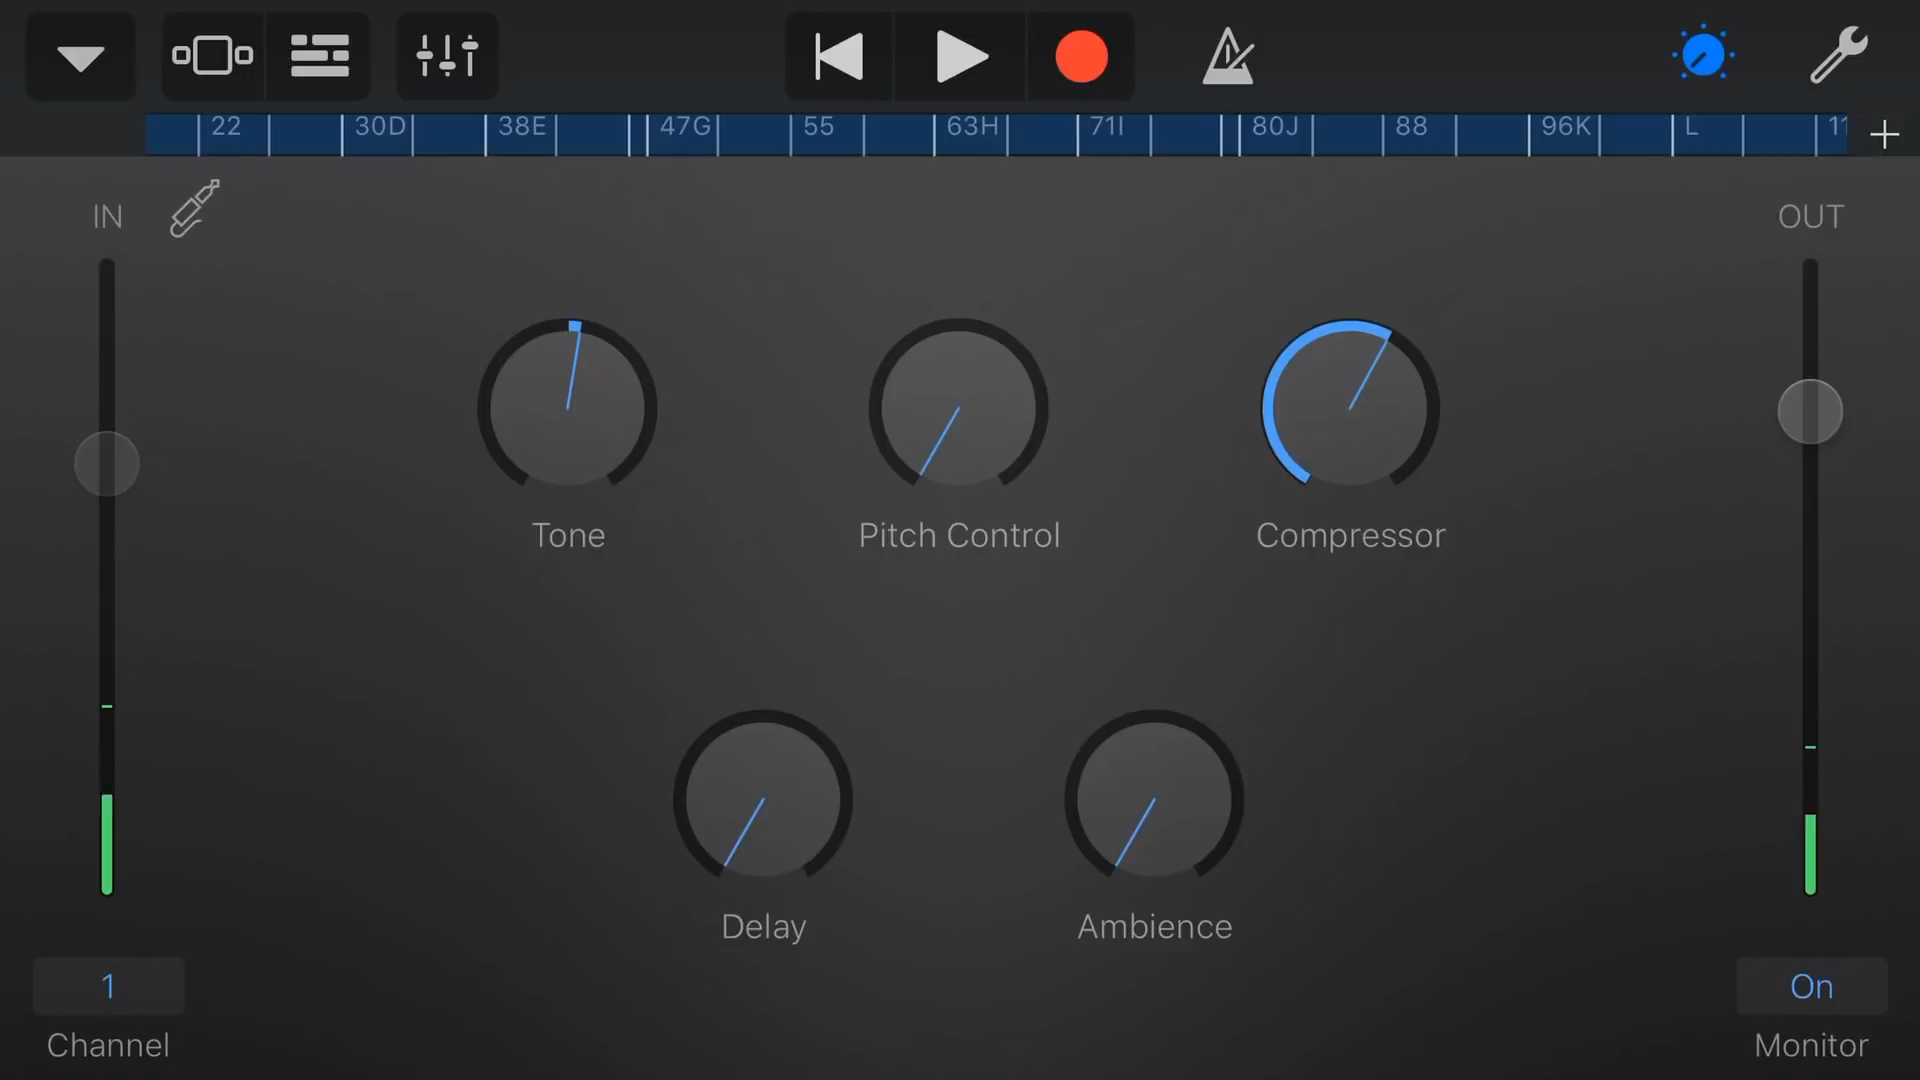 22 30D 38E 47G 55 63H 71I 80J 88 96K L 11
IN
OUT
Tone
Pitch Control
Compressor
Delay
Ambience
1
On
Channel
Monitor